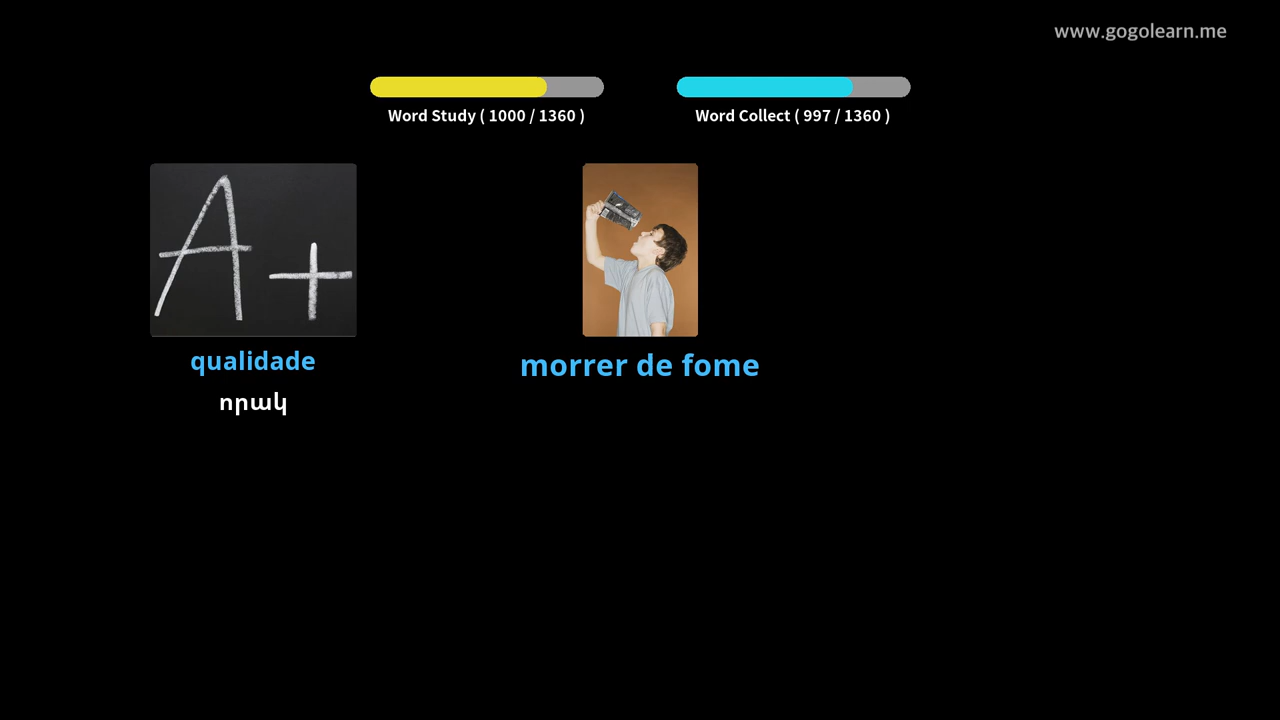 www.gogolearn.me
Word Study ( 1000 / 1360 )
Word Collect ( 997 / 1360 )
A+
qualidade
որակ
morrer de fome